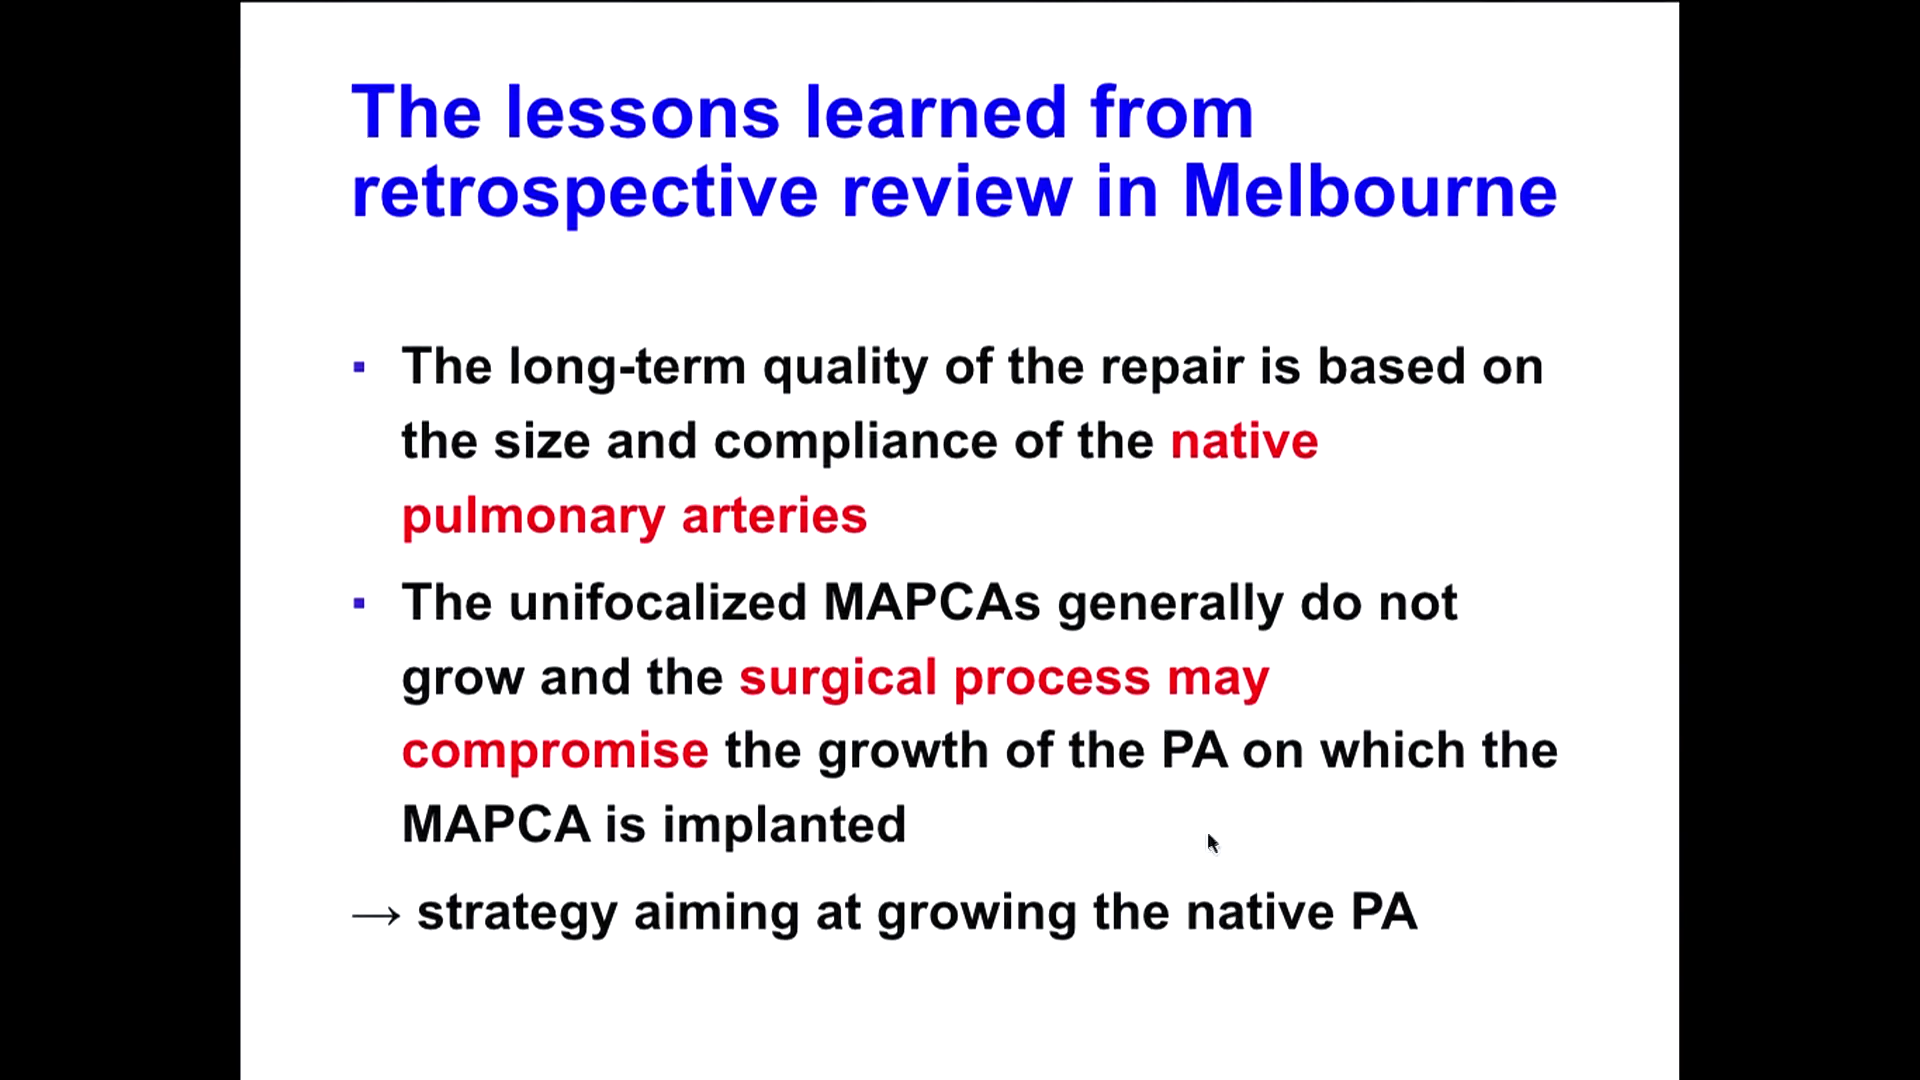 The lessons learned from
retrospective review in Melbourne
▪ The long-term quality of the repair is based on
the size and compliance of the native
pulmonary arteries
▪ The unifocalized MAPCAs generally do not
grow and the surgical process may
compromise the growth of the PA on which the
MAPCA is implanted
→ strategy aiming at growing the native PA